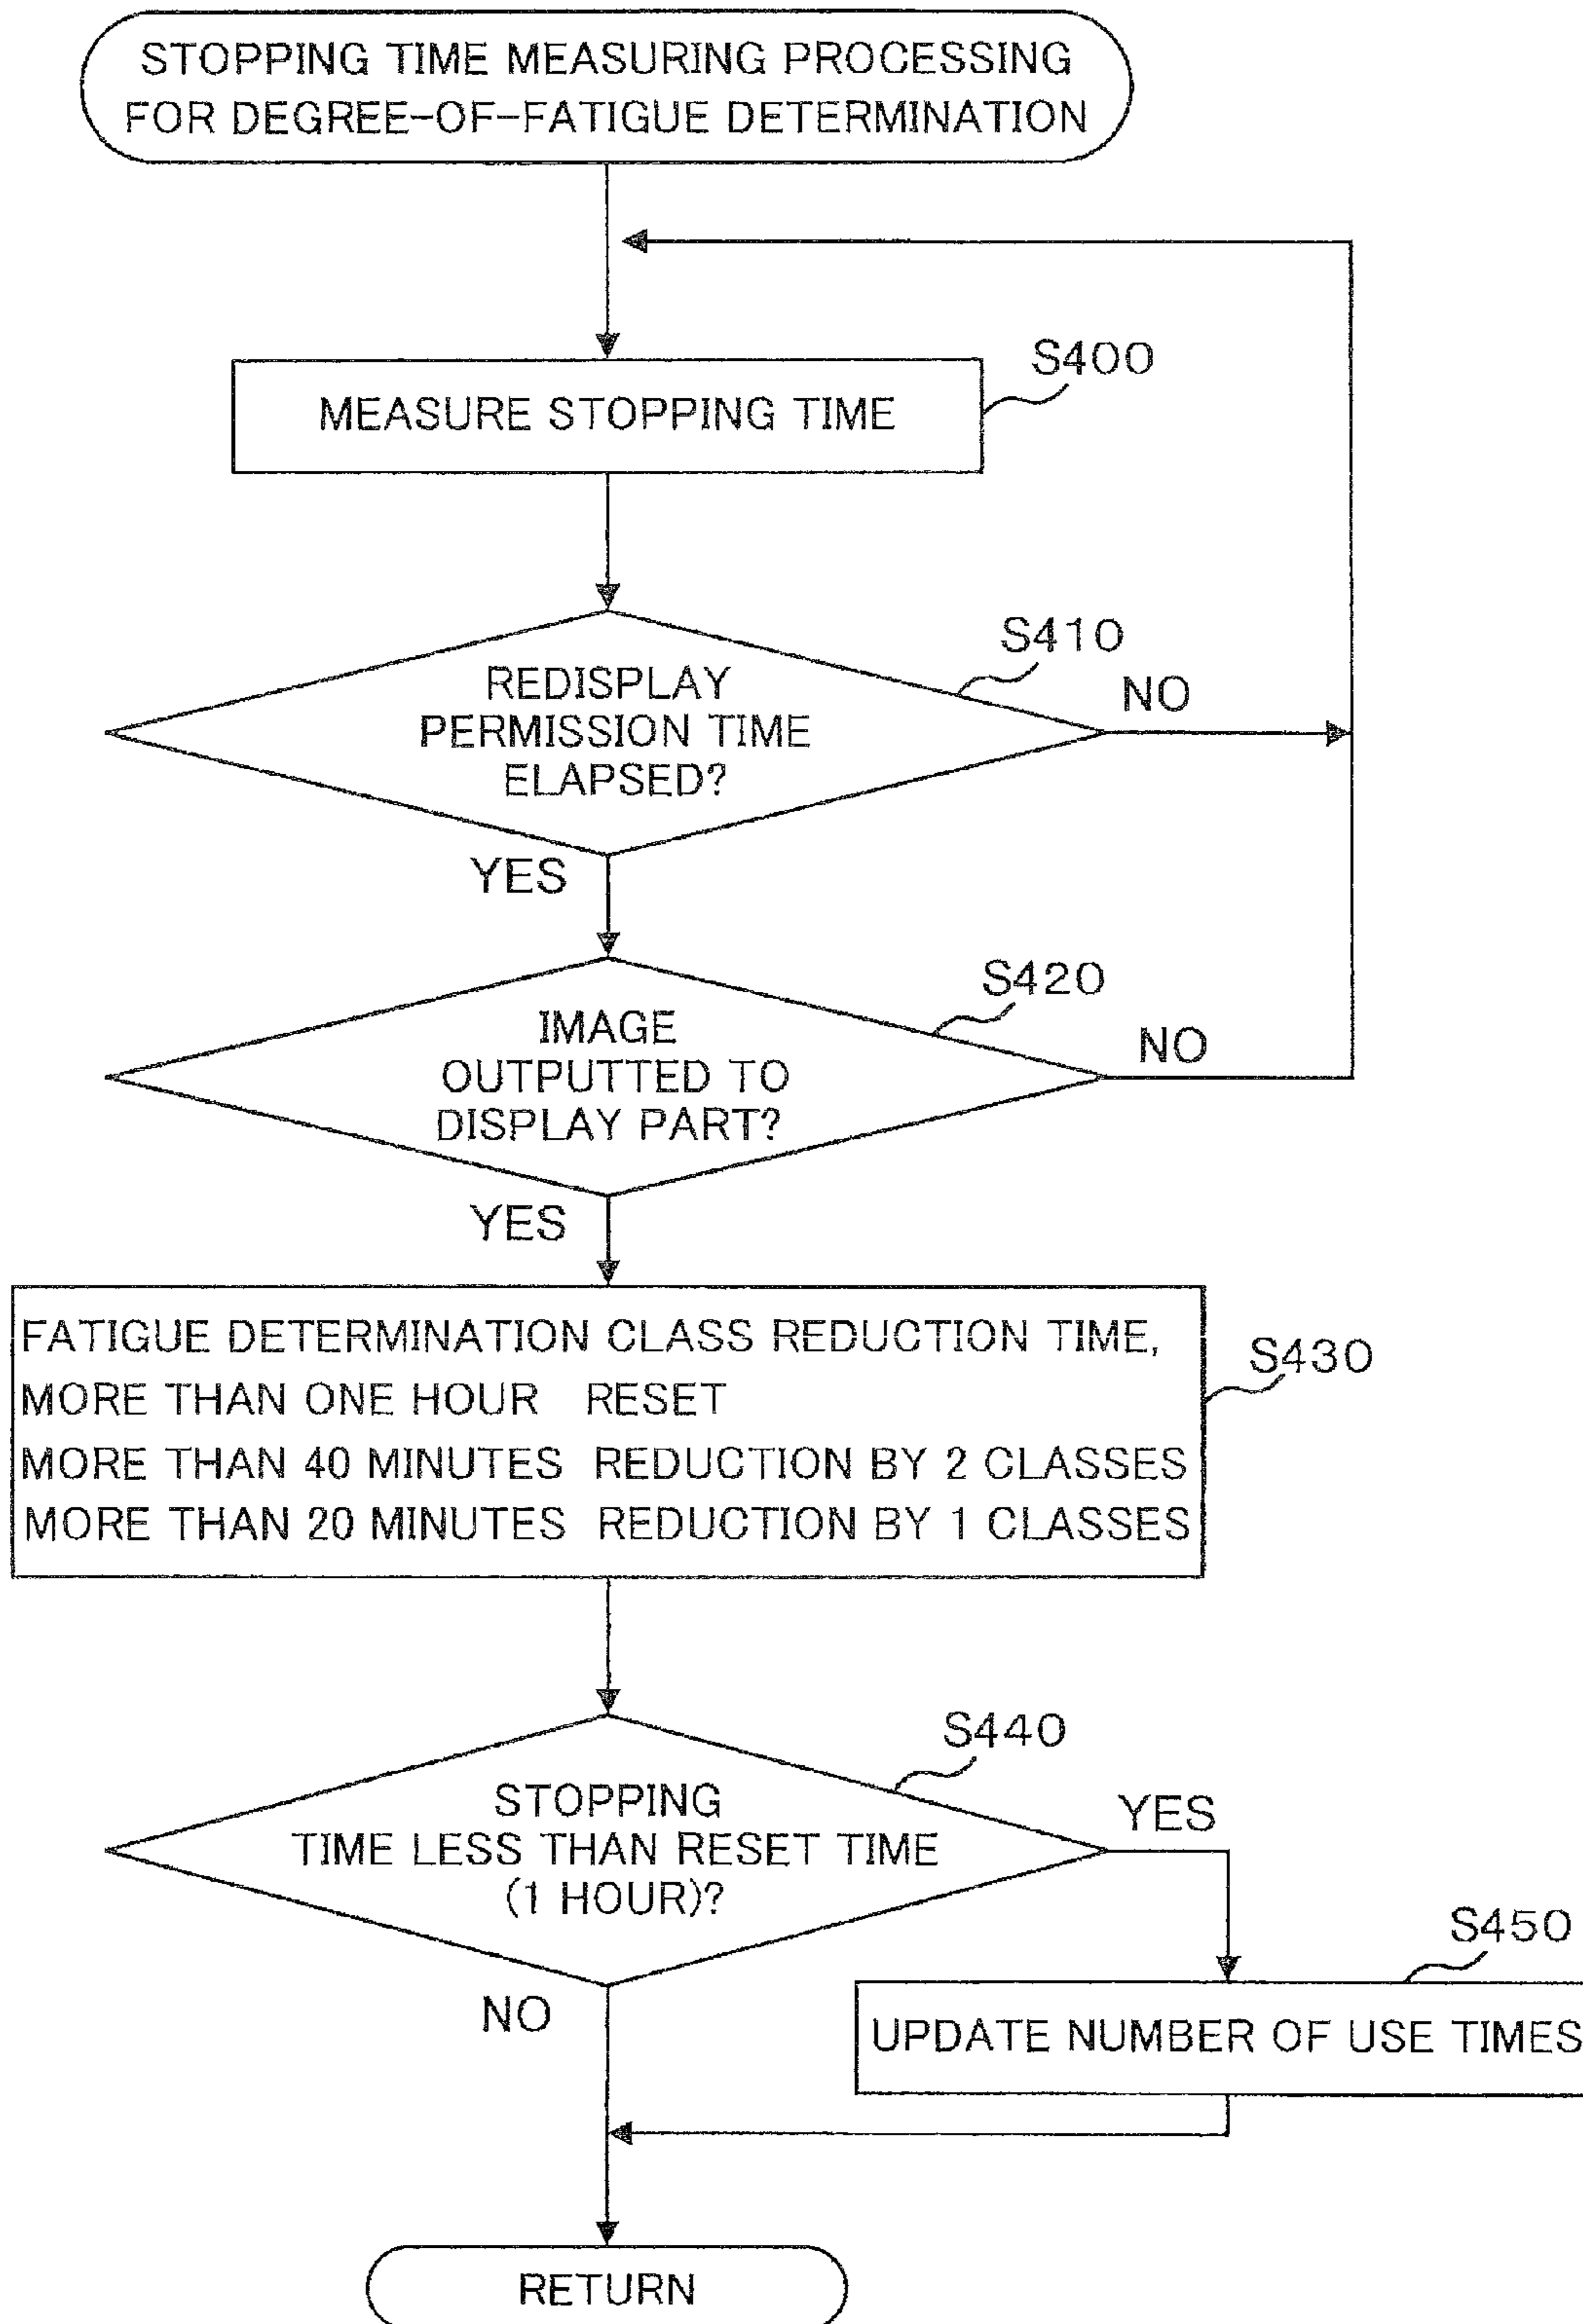 STOPPING TIME MEASURING PROCESSING
FOR DEGREE-OF-FATIGUE DETERMINATION
S400
MEASURE STOPPING TIME
S410
REDISPLAY
PERMISSION TIME
ELAPSED?
NO
YES
S420
IMAGE
OUTPUTTED TO
DISPLAY PART?
NO
YES
FATIGUE DETERMINATION CLASS REDUCTION TIME,
MORE THAN ONE HOUR RESET
MORE THAN 40 MINUTES REDUCTION BY 2 CLASSES
MORE THAN 20 MINUTES REDUCTION BY 1 CLASSES
S430
S440
STOPPING
TIME LESS THAN RESET TIME
(1 HOUR)?
YES
NO
S450
UPDATE NUMBER OF USE TIMES
RETURN